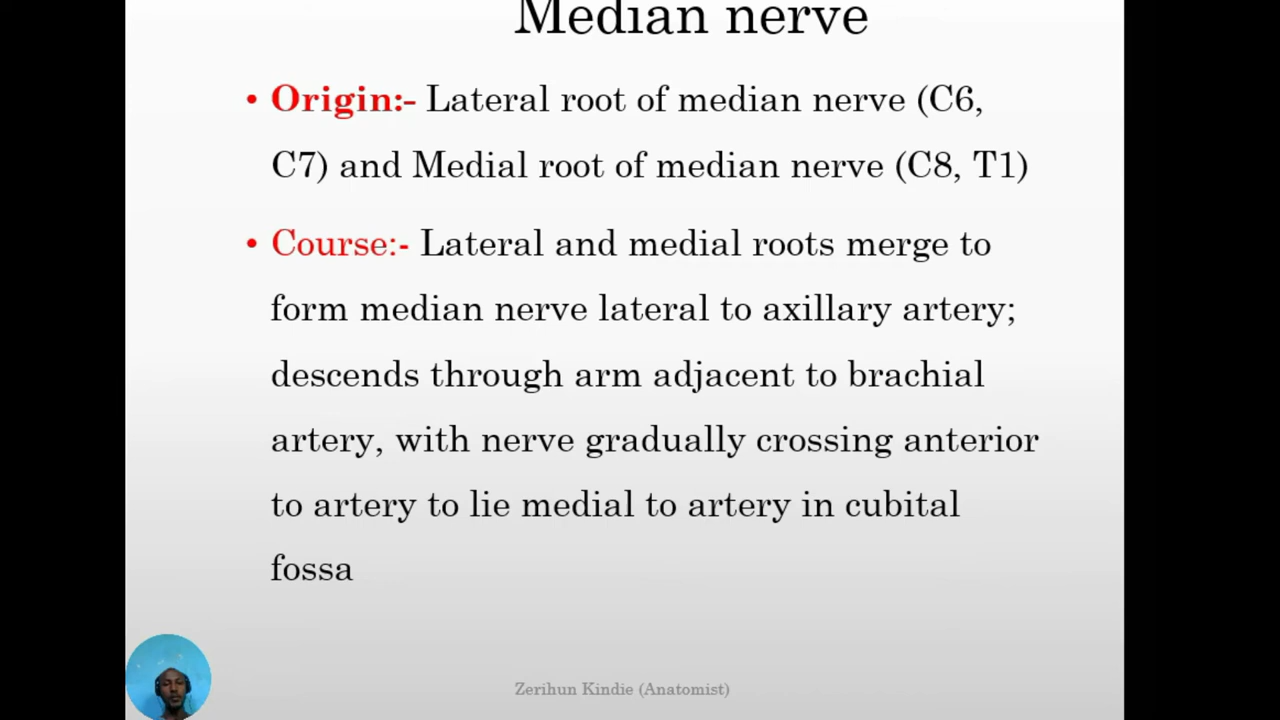 Median nerve
• Origin:- Lateral root of median nerve (C6,
C7) and Medial root of median nerve (C8, T1)
• Course:- Lateral and medial roots merge to
form median nerve lateral to axillary artery;
descends through arm adjacent to brachial
artery, with nerve gradually crossing anterior
to artery to lie medial to artery in cubital
fossa
Zerihun Kindie (Anatomist)